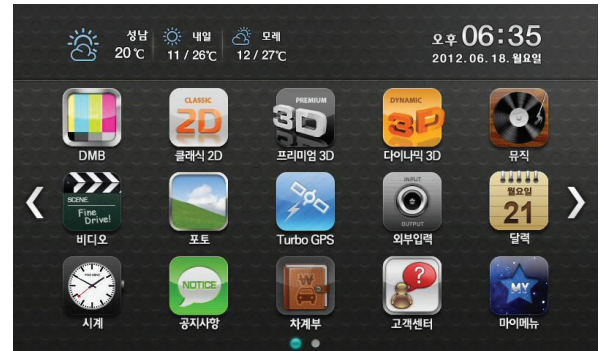 성남 내일 모레
20℃ 11 / 26℃ 12 / 27℃
오후 06:35
2012. 06. 18. 월요일
CLASSIC PREMIUM DYNAMIC
2D 3D 3D
DMB 클래식 2D 프리미엄 3D 다이나믹 3D 뮤직
SCENE. INPUT 월요일
Fine Drive! OUTPUT 21
비디오 포토 Turbo GPS 외부입력 달력
NOTICE ₩ ? MY
시계 공지사항 차계부 고객센터 마이메뉴